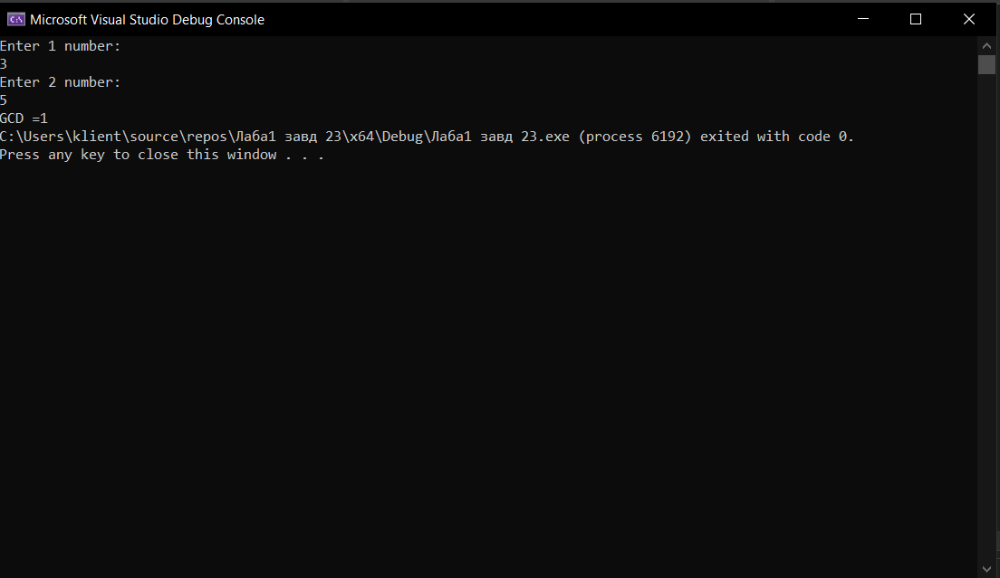 Microsoft Visual Studio Debug Console
Enter 1 number:
3
Enter 2 number:
5
GCD =1
C:\Users\klient\source\repos\Лаба1 завд 23\x64\Debug\Лаба1 завд 23.exe (process 6192) exited with code 0.
Press any key to close this window . . .